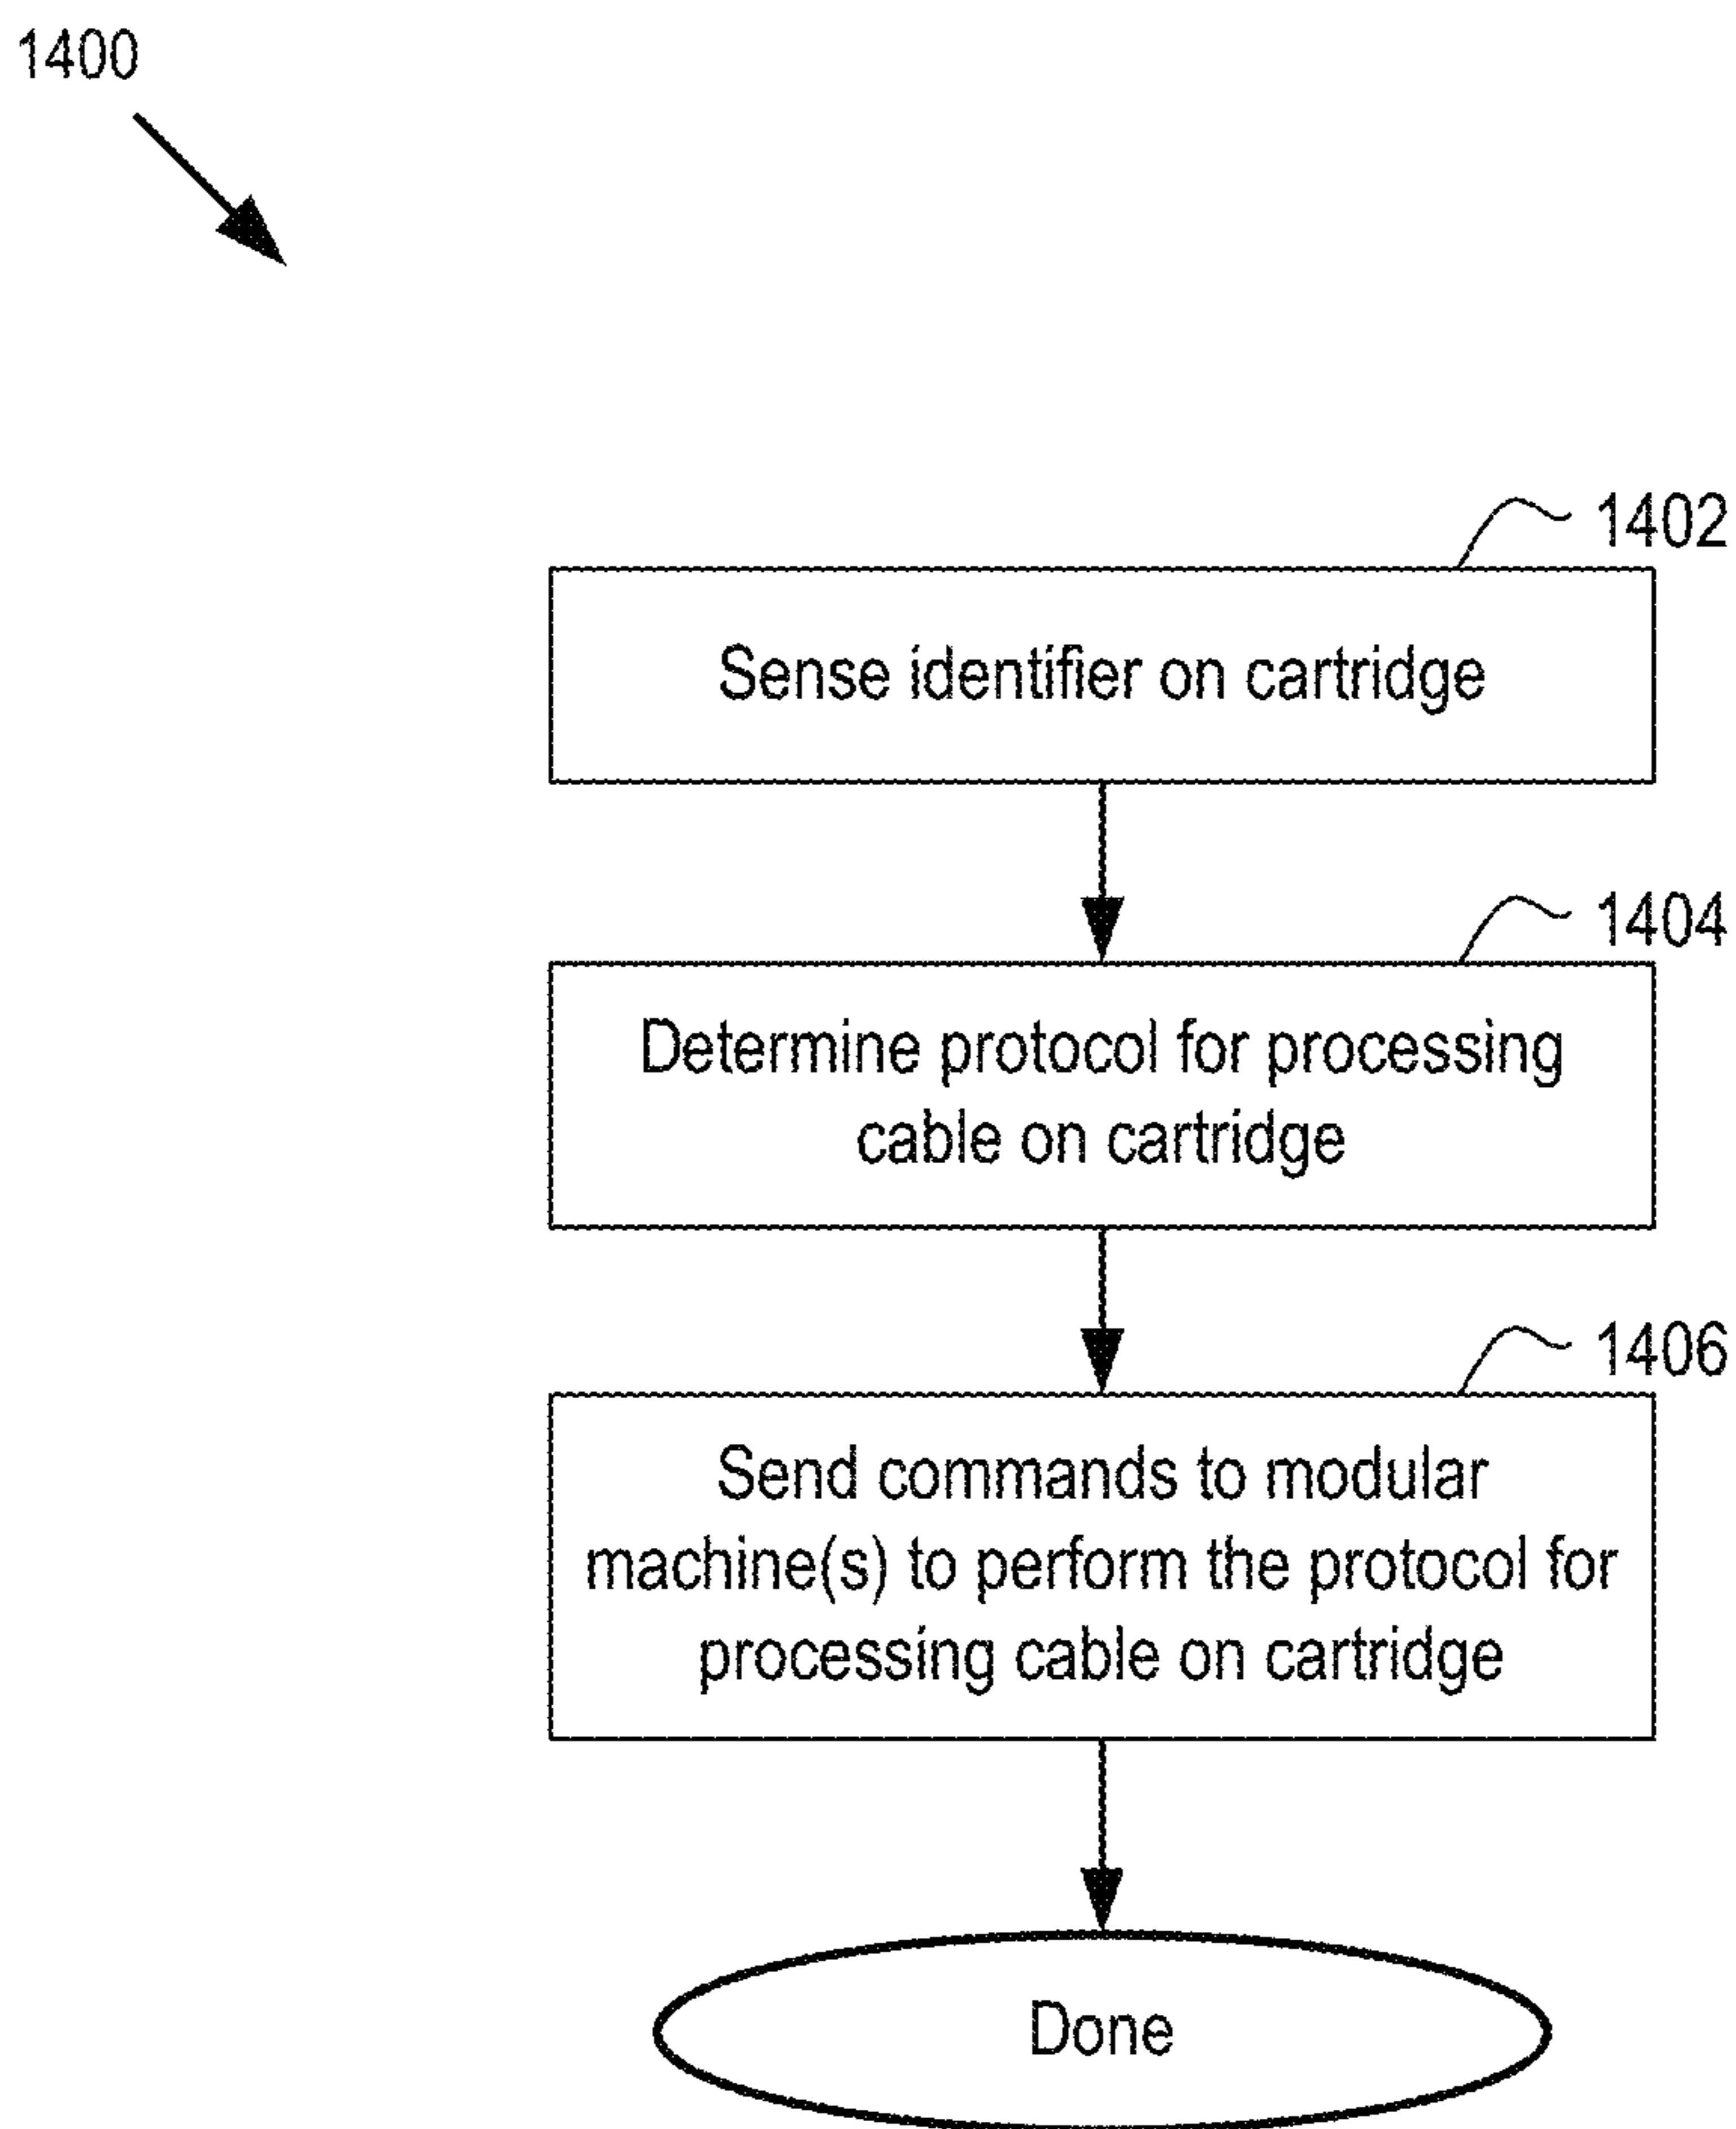 1400
1402
Sense identifier on cartridge
1404
Determine protocol for processing
cable on cartridge
1406
Send commands to modular
machine(s) to perform the protocol for
processing cable on cartridge
Done